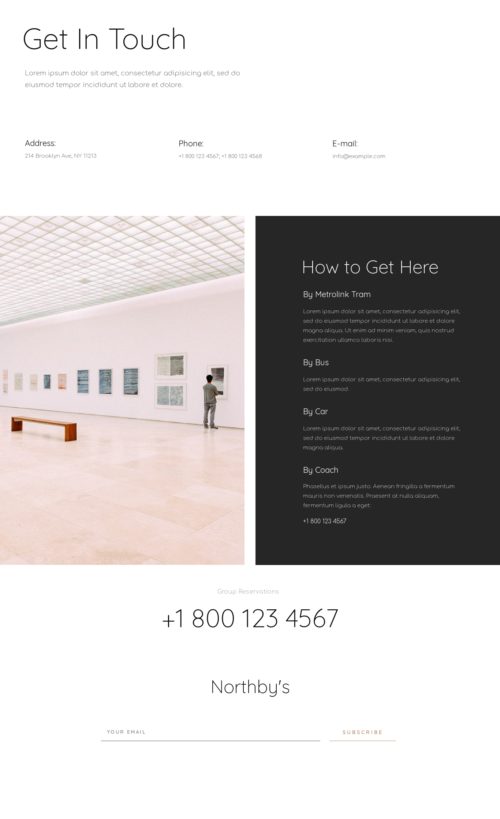 Get In Touch
Lorem ipsum dolor sit amet, consectetur adipisicing elit, sed do
eiusmod tempor incididunt ut labore et dolore.
Address:
214 Brooklyn Ave, NY 11213
Phone:
+1 800 123 4567; +1 800 123 4568
E-mail:
info@example.com
How to Get Here
By Metrolink Tram
Lorem ipsum dolor sit amet, consectetur adipisicing elit,
sed do eiusmod tempor incididunt ut labore et dolore
magna aliqua. Ut enim ad minim veniam, quis nostrud
exercitation ullamco laboris nisi.
By Bus
Lorem ipsum dolor sit amet, consectetur adipisicing elit,
sed do eiusmod.
By Car
Lorem ipsum dolor sit amet, consectetur adipisicing elit,
sed do eiusmod tempor incididunt ut labore et dolore
magna aliqua.
By Coach
Phasellus et ipsum justo. Aenean fringilla a fermentum
mauris non venenatis. Praesent at nulla aliquam,
fermentum ligula a eget.
+1 800 123 4567
Group Reservations
+1 800 123 4567
Northby's
YOUR EMAIL
SUBSCRIBE